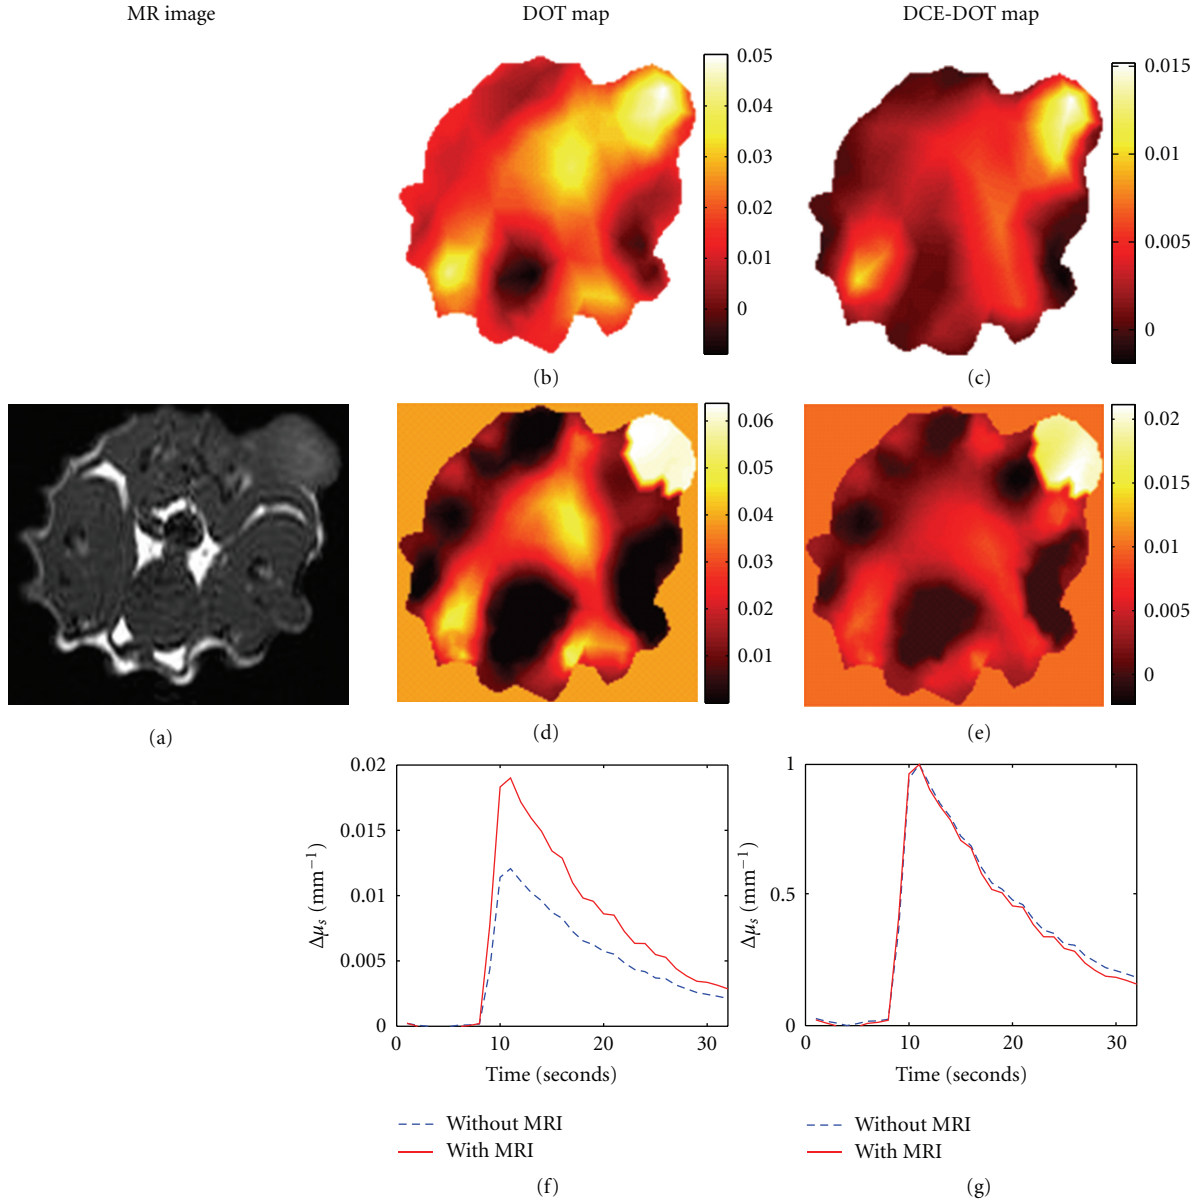 MR image
DOT map
DCE-DOT map
0.05
0.04
0.03
0.02
0.01
0
0.015
0.01
0.005
0
(b)
(c)
0.06
0.05
0.04
0.03
0.02
0.01
0.02
0.015
0.01
0.005
0
(a)
(d)
(e)
0.02
0.015
0.01
0.005
0
Δμs (mm−1)
0
10
20
30
Time (seconds)
1
0.5
0
Δμs (mm−1)
0
10
20
30
Time (seconds)
Without MRI
With MRI
Without MRI
With MRI
(f)
(g)